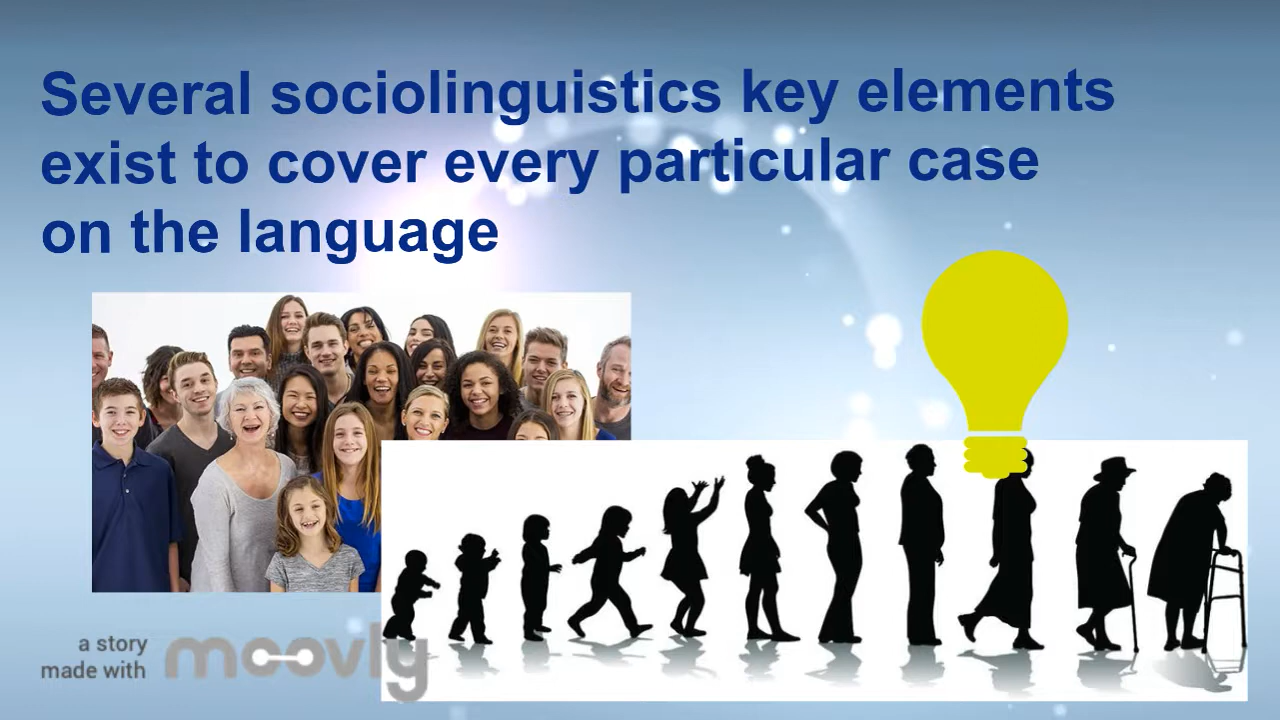 Several sociolinguistics key elements
exist to cover every particular case
on the language
a story
made with
moovly